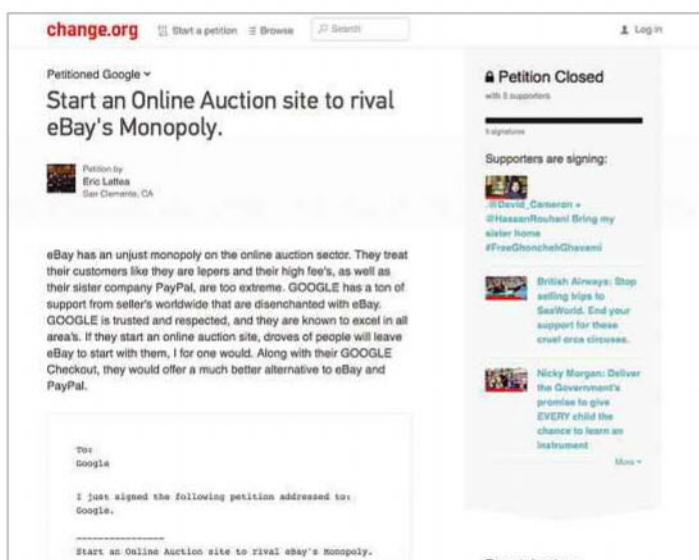 change.org
Start a petition
Browse
Search
Log in
Petitioned Google
Start an Online Auction site to rival
eBay's Monopoly.
Petition by
Eric Lattea
San Clemente, CA
eBay has an unjust monopoly on the online auction sector. They treat
their customers like they are lepers and their high fee's, as well as
their sister company PayPal, are too extreme. GOOGLE has a ton of
support from seller's worldwide that are disenchanted with eBay.
GOOGLE is trusted and respected, and they are known to excel in all
area's. If they start an online auction site, droves of people will leave
eBay to start with them, I for one would. Along with their GOOGLE
Checkout, they would offer a much better alternative to eBay and
PayPal.
To:
Google
I just signed the following petition addressed to:
Google.
----------------
Start an Online Auction site to rival eBay's Monopoly.
Petition Closed
with 5 supporters
5 signatures
Supporters are signing:
.@David_Cameron +
@HassanRouhani Bring my
sister home
#FreeGhonchehGhavami
British Airways: Stop
selling trips to
SeaWorld. End your
support for these
cruel orca circuses.
Nicky Morgan: Deliver
the Government's
promise to give
EVERY child the
chance to learn an
instrument
More